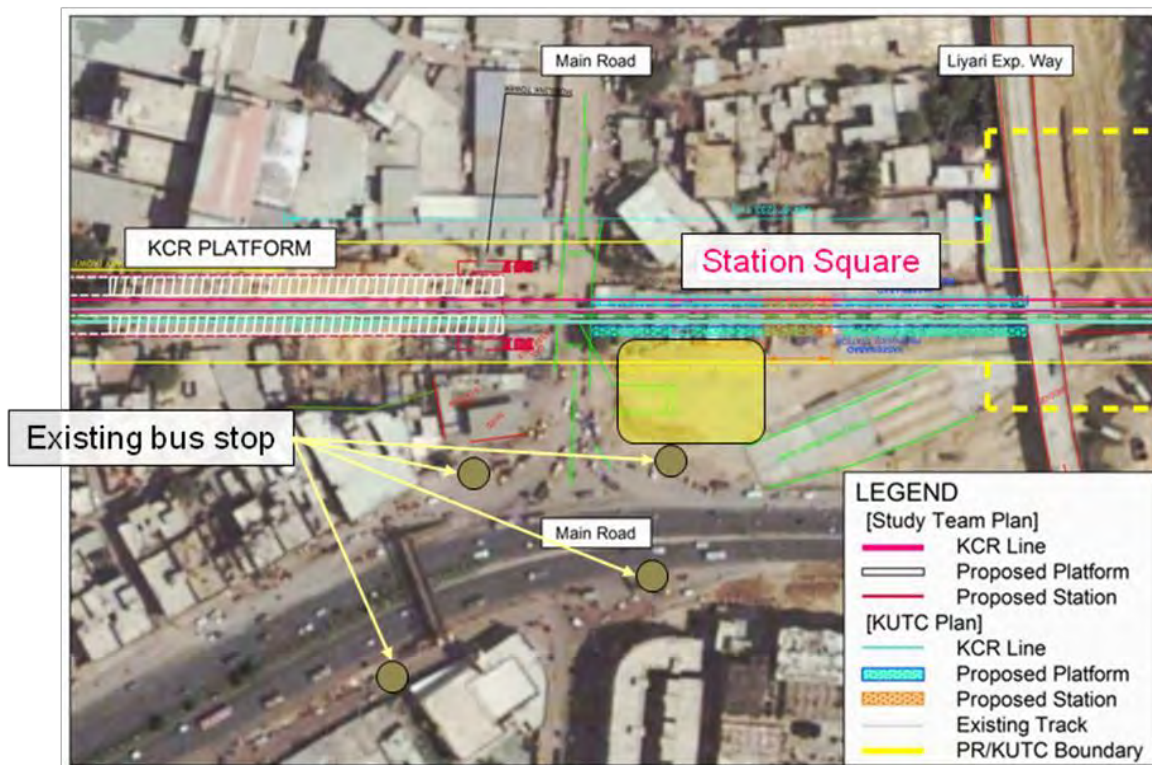 Main Road
Liyari Exp. Way
KCR PLATFORM
Station Square
Existing bus stop
Main Road
LEGEND
[Study Team Plan]
KCR Line
Proposed Platform
Proposed Station
[KUTC Plan]
KCR Line
Proposed Platform
Proposed Station
Existing Track
PR/KUTC Boundary